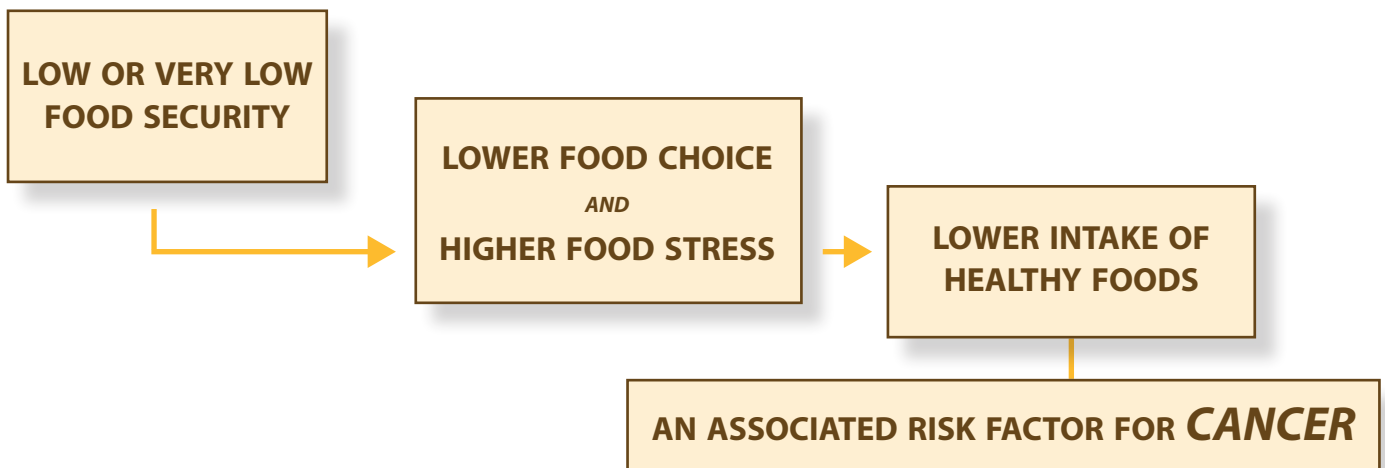 LOW OR VERY LOW
FOOD SECURITY
LOWER FOOD CHOICE
AND
HIGHER FOOD STRESS
LOWER INTAKE OF
HEALTHY FOODS
AN ASSOCIATED RISK FACTOR FOR CANCER